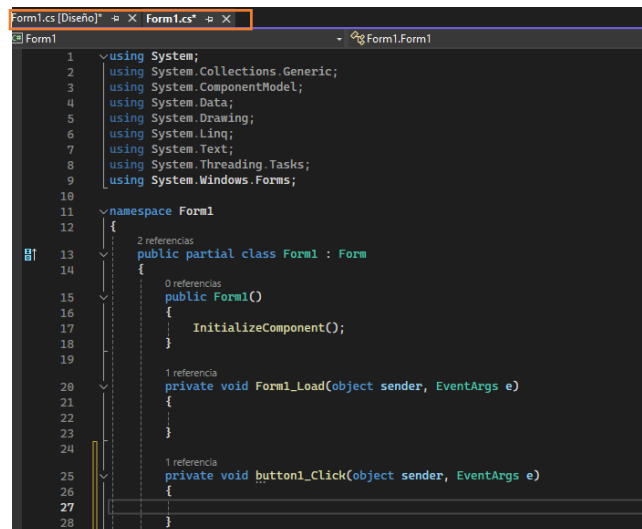 Form1.cs [Diseño]* Form1.cs*
Form1 Form1.Form1
1 using System;
2 using System.Collections.Generic;
3 using System.ComponentModel;
4 using System.Data;
5 using System.Drawing;
6 using System.Linq;
7 using System.Text;
8 using System.Threading.Tasks;
9 using System.Windows.Forms;
10
11 namespace Form1
12 {
2 referencias
13 public partial class Form1 : Form
14 {
0 referencias
15 public Form1()
16 {
17 InitializeComponent();
18 }
19
1 referencia
20 private void Form1_Load(object sender, EventArgs e)
21 {
22
23 }
24
1 referencia
25 private void button1_Click(object sender, EventArgs e)
26 {
27
28 }